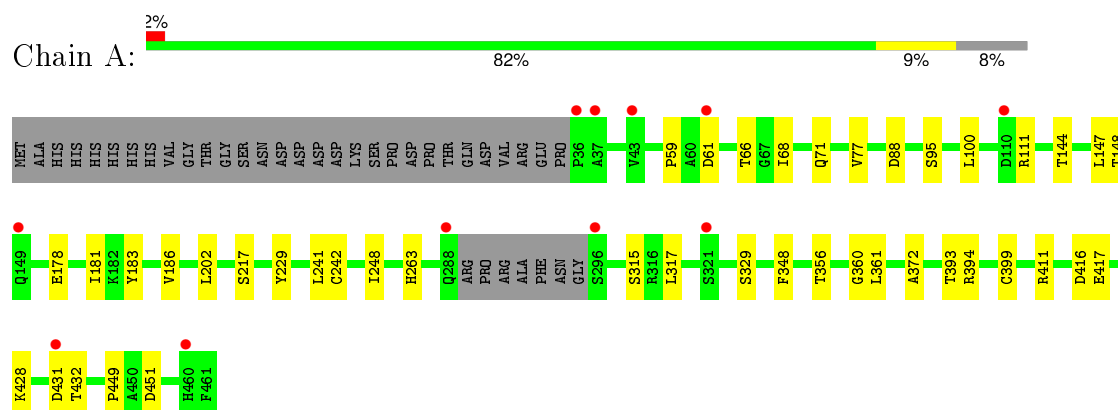 2%
Chain A:
82% 9% 8%
MET ALA HIS HIS HIS HIS HIS HIS VAL GLY THR GLY SER ASN ASP ASP ASP ASP LYS SER PRO ASP PRO THR GLN ASP VAL ARG GLU PRO P36 A37 V43 P59 A60 D61 T66 G67 I68 Q71 V77 D88 S95 L100 D110 R111 T144 L147 T148
Q149 E178 I181 K182 Y183 V186 L202 S217 Y229 L241 C242 I248 H263 Q288 ARG PRO ARG ALA PHE ASN GLY S296 S315 R316 L317 S321 S329 F348 T356 G360 L361 A372 T393 R394 C399 R411 D416 E417
K428 D431 T432 P449 A450 D451 H460 F461